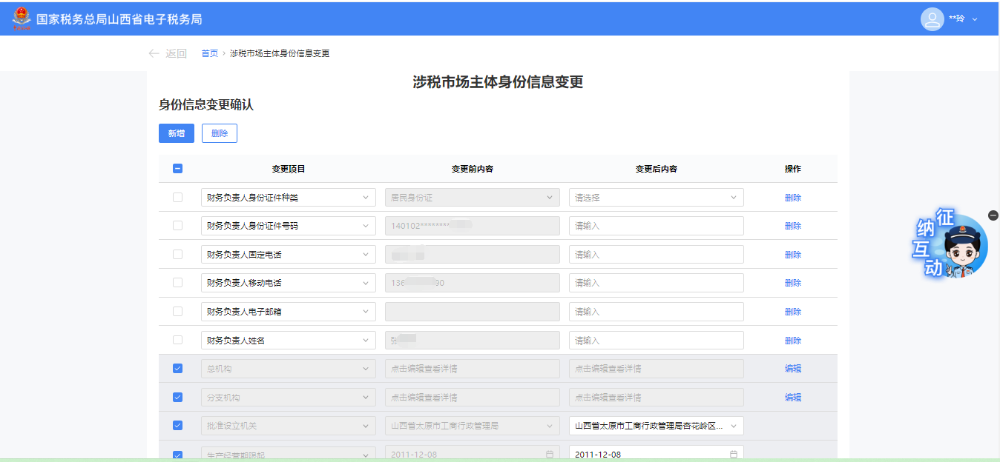 国家税务总局山西省电子税务局
**玲
返回 首页 › 涉税市场主体身份信息变更
涉税市场主体身份信息变更
身份信息变更确认
新增 删除
变更项目 变更前内容 变更后内容 操作
财务负责人身份证件种类 居民身份证 请选择 删除
财务负责人身份证件号码 140102******** 请输入 删除
财务负责人固定电话 请输入 删除
财务负责人移动电话 136 90 请输入 删除
财务负责人电子邮箱 请输入 删除
财务负责人姓名 张 请输入 删除
总机构 点击编辑查看详情 点击编辑查看详情 编辑
分支机构 点击编辑查看详情 点击编辑查看详情 编辑
批准设立机关 山西省太原市工商行政管理局 山西省太原市工商行政管理局杏花岭区...
生产经营期限起 2011-12-08 2011-12-08
征纳互动